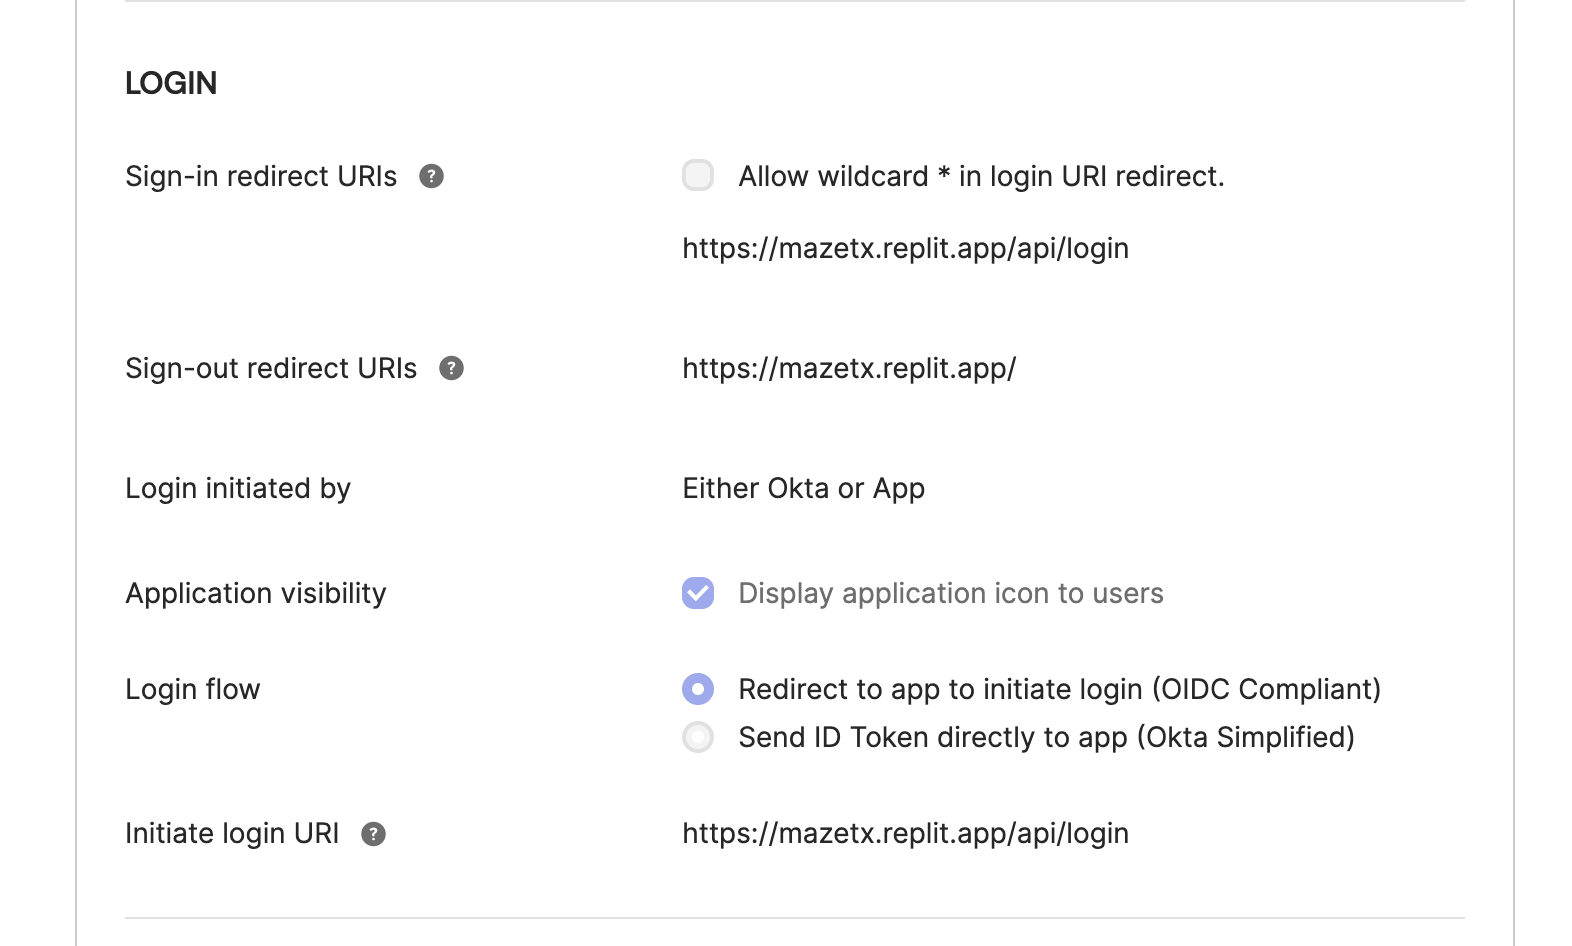 LOGIN
Sign-in redirect URIs ?
Allow wildcard * in login URI redirect.
https://mazetx.replit.app/api/login
Sign-out redirect URIs ?
https://mazetx.replit.app/
Login initiated by
Either Okta or App
Application visibility
Display application icon to users
Login flow
Redirect to app to initiate login (OIDC Compliant)
Send ID Token directly to app (Okta Simplified)
Initiate login URI ?
https://mazetx.replit.app/api/login